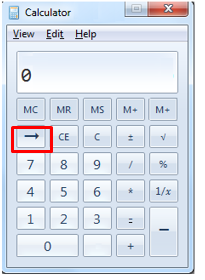 Calculator
View Edit Help
0
MC MR MS M+ M+
→ CE C ± √
7 8 9 / %
4 5 6 * 1/x
1 2 3 = −
0 +